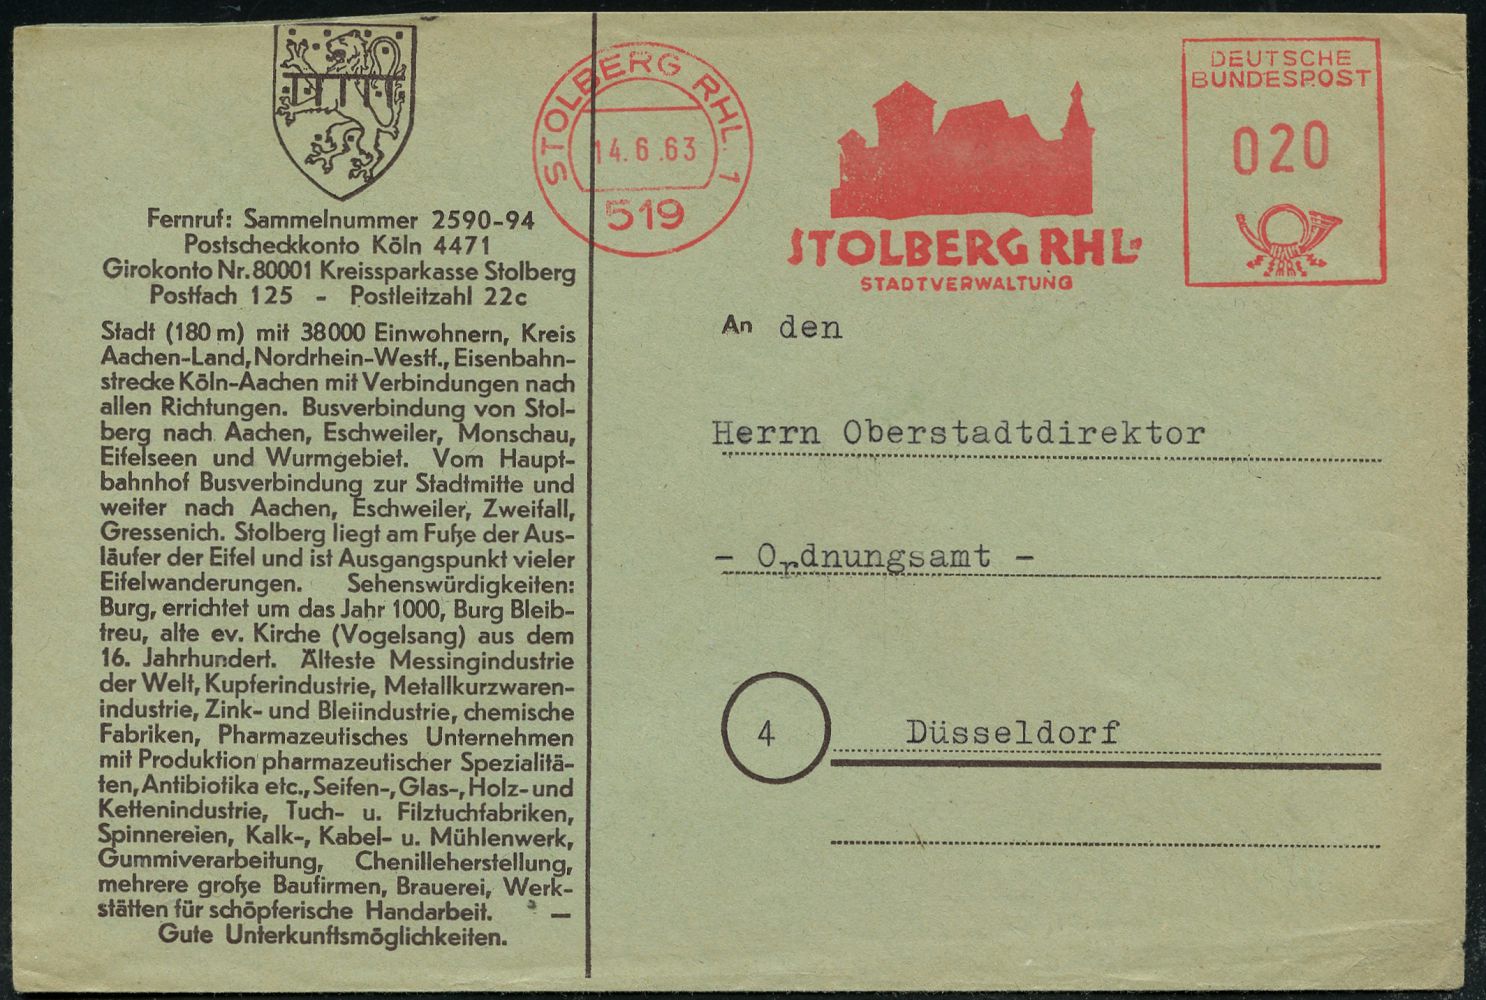 Fernruf: Sammelnummer 2590-94
Postscheckkonto Köln 4471
Girokonto Nr. 80001 Kreissparkasse Stolberg
Postfach 125 - Postleitzahl 22c
Stadt (180 m) mit 38000 Einwohnern, Kreis
Aachen-Land, Nordrhein-Westf., Eisenbahn-
strecke Köln-Aachen mit Verbindungen nach
allen Richtungen. Busverbindung von Stol-
berg nach Aachen, Eschweiler, Monschau,
Eifelseen und Wurmgebiet. Vom Haupt-
bahnhof Busverbindung zur Stadtmitte und
weiter nach Aachen, Eschweiler, Zweifall,
Gressenich. Stolberg liegt am Fuße der Aus-
läufer der Eifel und ist Ausgangspunkt vieler
Eifelwanderungen. Sehenswürdigkeiten:
Burg, errichtet um das Jahr 1000, Burg Bleib-
treu, alte ev. Kirche (Vogelsang) aus dem
16. Jahrhundert. Älteste Messingindustrie
der Welt, Kupferindustrie, Metallkurzwaren-
industrie, Zink- und Bleiindustrie, chemische
Fabriken, Pharmazeutisches Unternehmen
mit Produktion pharmazeutischer Spezialitä-
ten, Antibiotika etc., Seifen-, Glas-, Holz- und
Kettenindustrie, Tuch- u. Filztuchfabriken,
Spinnereien, Kalk-, Kabel- u. Mühlenwerk,
Gummiverarbeitung, Chenilleherstellung,
mehrere große Baufirmen, Brauerei, Werk-
stätten für schöpferische Handarbeit. —
Gute Unterkunftsmöglichkeiten.
STOLBERG RHL. 1
14.6.63
519
STOLBERG RHL.
STADTVERWALTUNG
DEUTSCHE
BUNDESPOST
020
An den
Herrn Oberstadtdirektor
- Ordnungsamt -
4 Düsseldorf